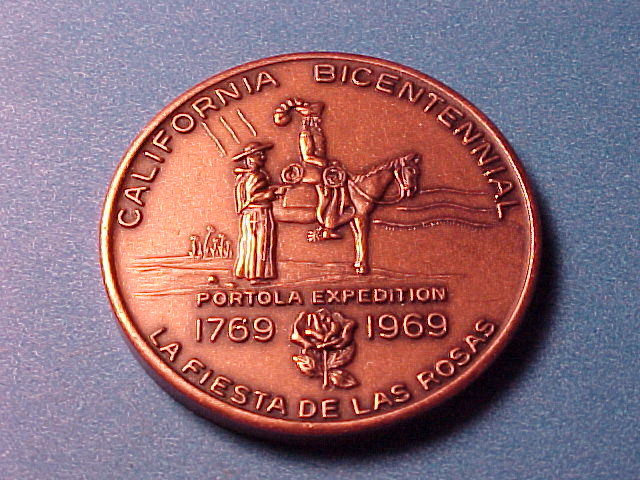 CALIFORNIA BICENTENNIAL
PORTOLA EXPEDITION
1769 1969
LA FIESTA DE LAS ROSAS